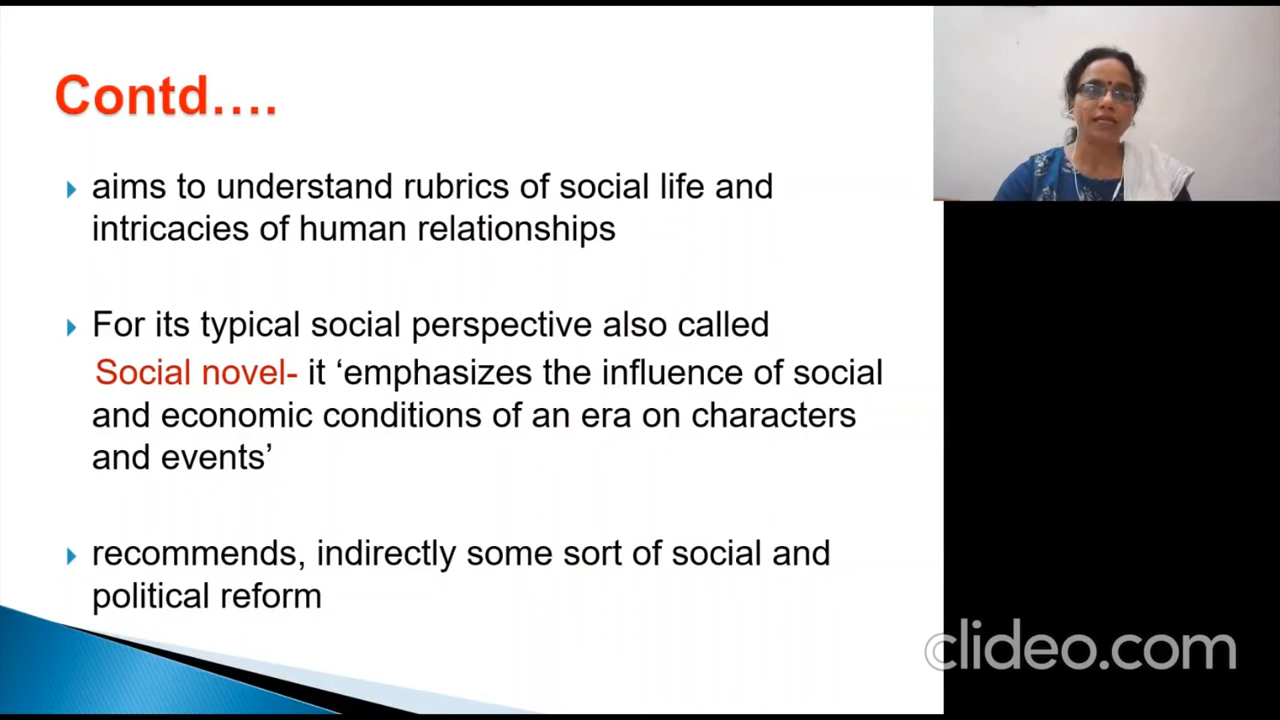 Contd....
aims to understand rubrics of social life and
intricacies of human relationships
For its typical social perspective also called
Social novel- it ‘emphasizes the influence of social
and economic conditions of an era on characters
and events’
recommends, indirectly some sort of social and
political reform
clideo.com